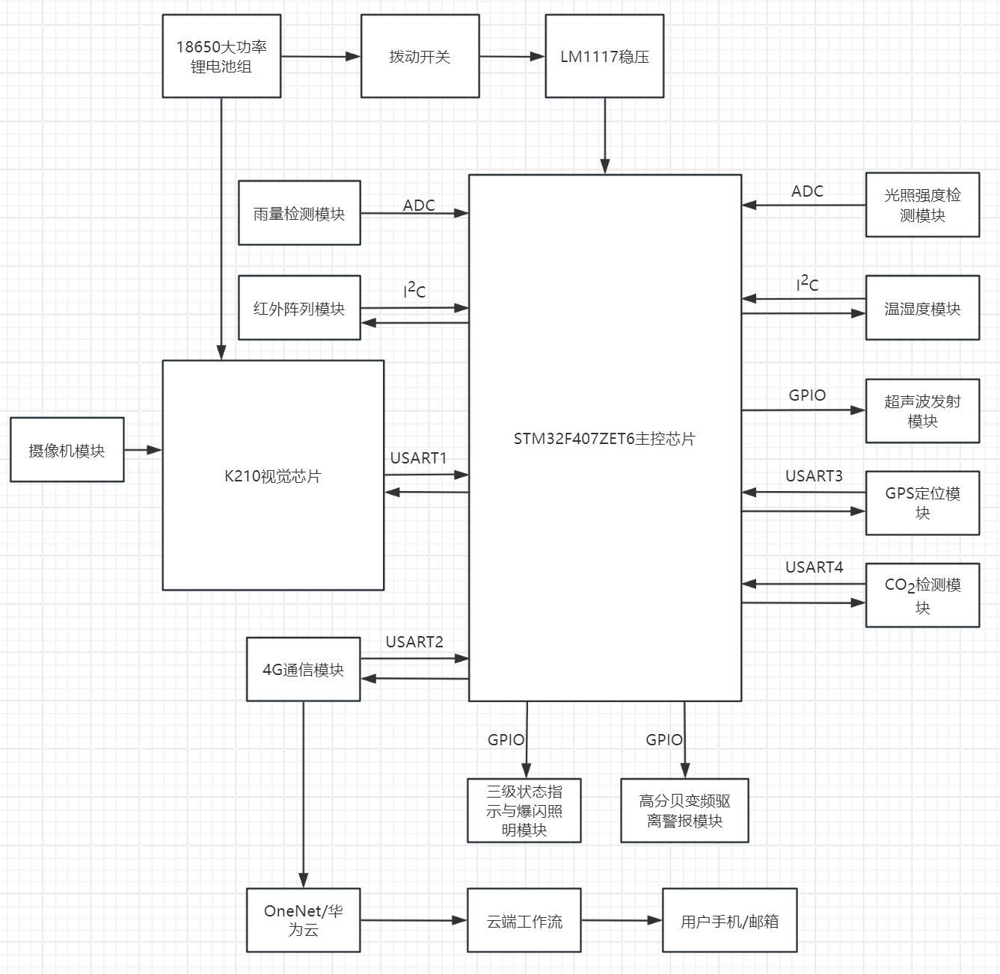 18650大功率
锂电池组
拨动开关
LM1117稳压
雨量检测模块
ADC
ADC
光照强度检
测模块
红外阵列模块
I²C
I²C
温湿度模块
GPIO
超声波发射
模块
STM32F407ZET6主控芯片
摄像机模块
K210视觉芯片
USART1
USART3
GPS定位模
块
USART4
CO₂检测模
块
4G通信模块
USART2
GPIO
GPIO
三级状态指
示与爆闪照
明模块
高分贝变频驱
离警报模块
OneNet/华
为云
云端工作流
用户手机/邮箱